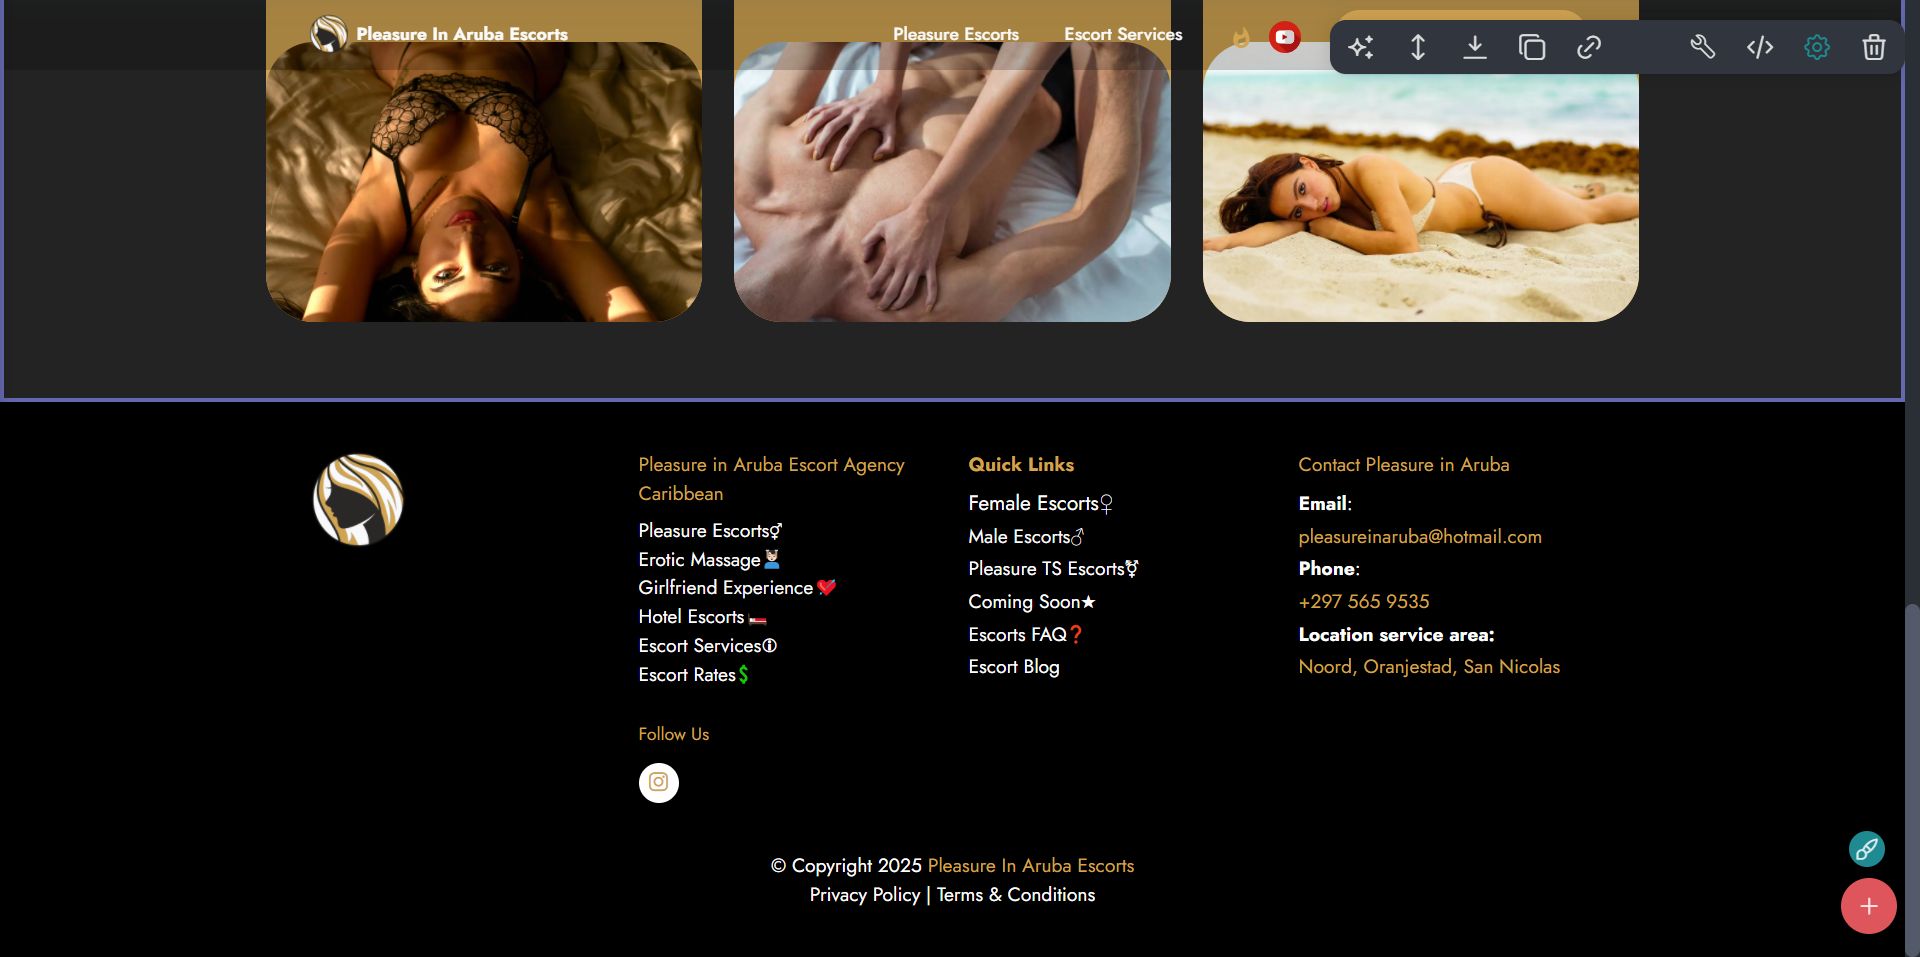 Pleasure In Aruba Escorts
Pleasure Escorts
Escort Services
Pleasure in Aruba Escort Agency
Caribbean
Pleasure Escorts⚥
Erotic Massage💆
Girlfriend Experience💘
Hotel Escorts🛏️
Escort Services🛈
Escort Rates💲
Follow Us
Quick Links
Female Escorts♀
Male Escorts♂
Pleasure TS Escorts⚧
Coming Soon★
Escorts FAQ❓
Escort Blog
Contact Pleasure in Aruba
Email:
pleasureinaruba@hotmail.com
Phone:
+297 565 9535
Location service area:
Noord, Oranjestad, San Nicolas
© Copyright 2025 Pleasure In Aruba Escorts
Privacy Policy | Terms & Conditions